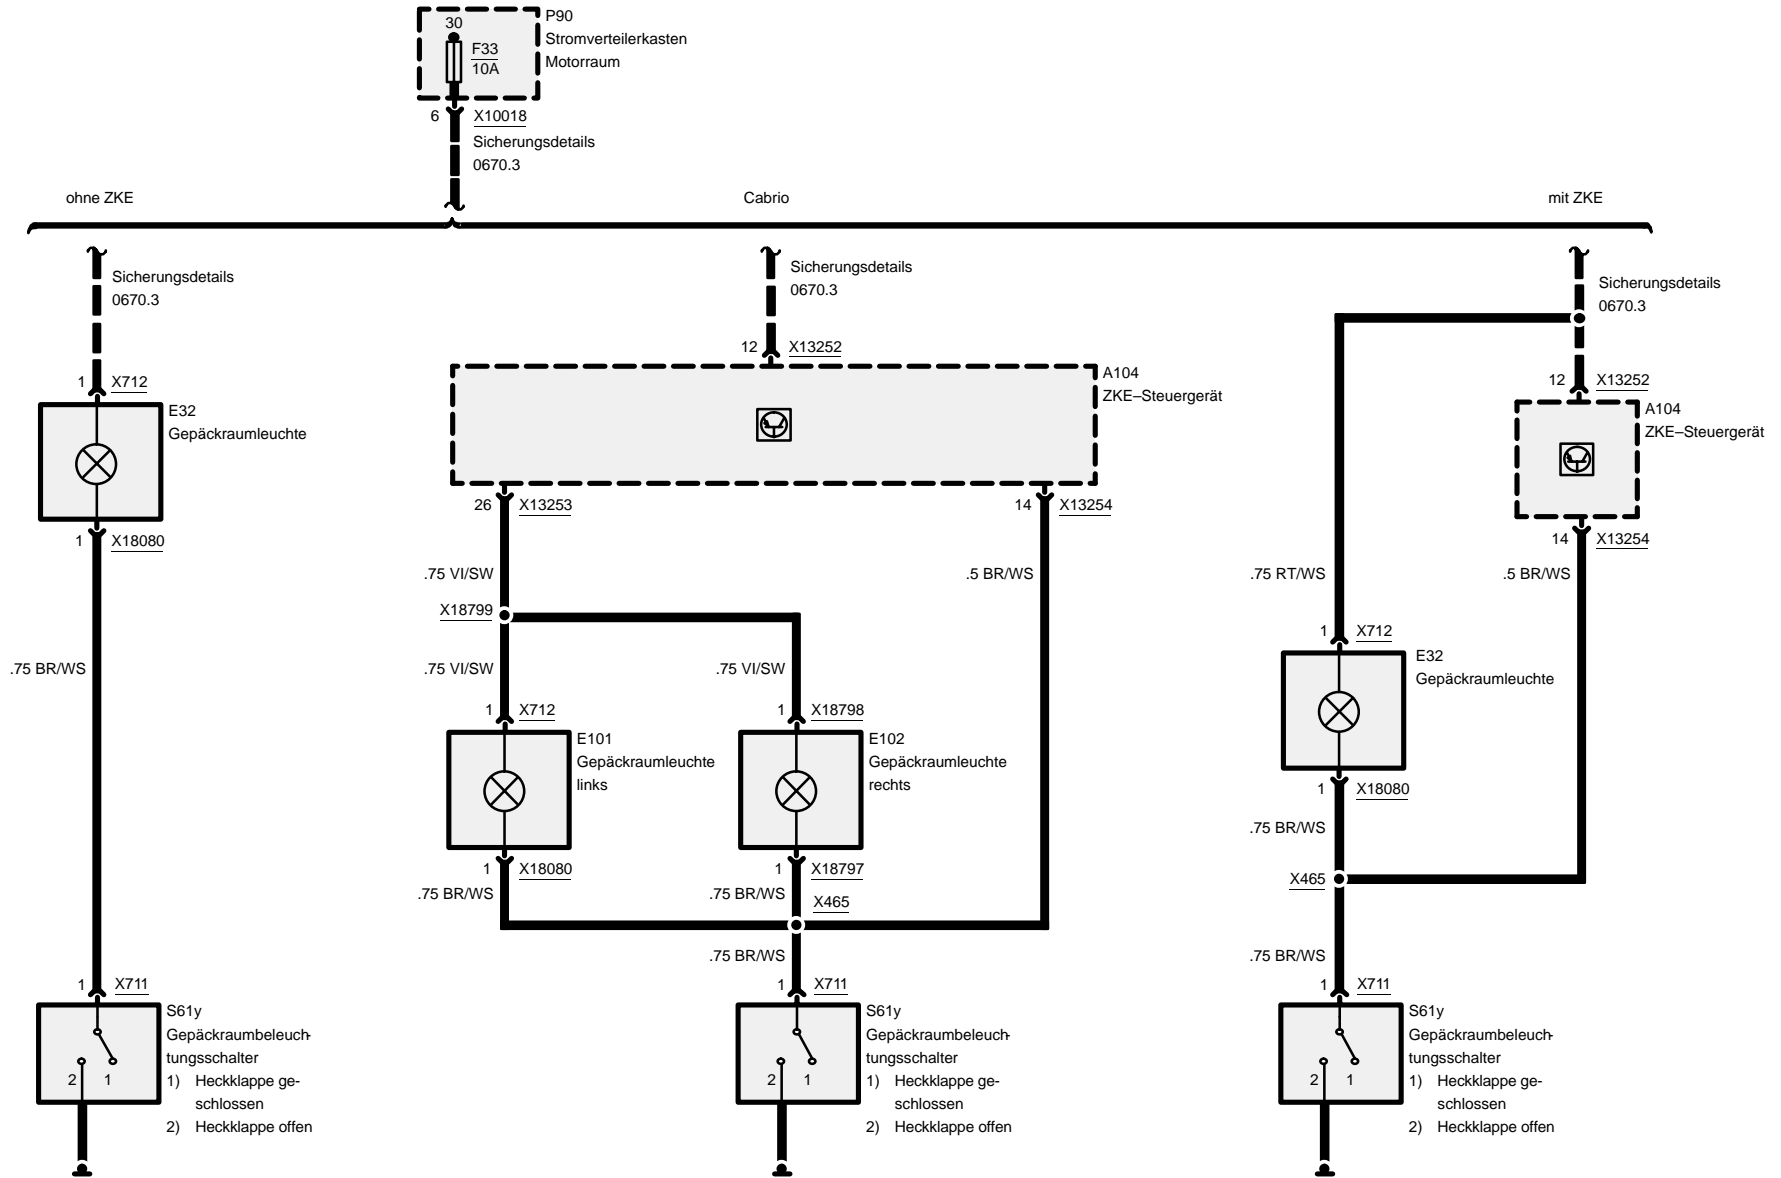 30
F33
10A
P90
Stromverteilerkasten
Motorraum
6 X10018
Sicherungsdetails
0670.3
ohne ZKE
Cabrio
mit ZKE
Sicherungsdetails
0670.3
1 X712
E32
Gepäckraumleuchte
1 X18080
.75 BR/WS
1 X711
S61y
Gepäckraumbeleuch-
tungsschalter
1) Heckklappe ge-
schlossen
2) Heckklappe offen
2 1
Sicherungsdetails
0670.3
12 X13252
A104
ZKE–Steuergerät
26 X13253
14 X13254
.75 VI/SW
.5 BR/WS
X18799
.75 VI/SW
.75 VI/SW
1 X712
1 X18798
E101
Gepäckraumleuchte
links
E102
Gepäckraumleuchte
rechts
1 X18080
1 X18797
.75 BR/WS
.75 BR/WS
X465
.75 BR/WS
1 X711
S61y
Gepäckraumbeleuch-
tungsschalter
1) Heckklappe ge-
schlossen
2) Heckklappe offen
2 1
Sicherungsdetails
0670.3
12 X13252
A104
ZKE–Steuergerät
14 X13254
.75 RT/WS
.5 BR/WS
1 X712
E32
Gepäckraumleuchte
1 X18080
.75 BR/WS
X465
.75 BR/WS
1 X711
S61y
Gepäckraumbeleuch-
tungsschalter
1) Heckklappe ge-
schlossen
2) Heckklappe offen
2 1